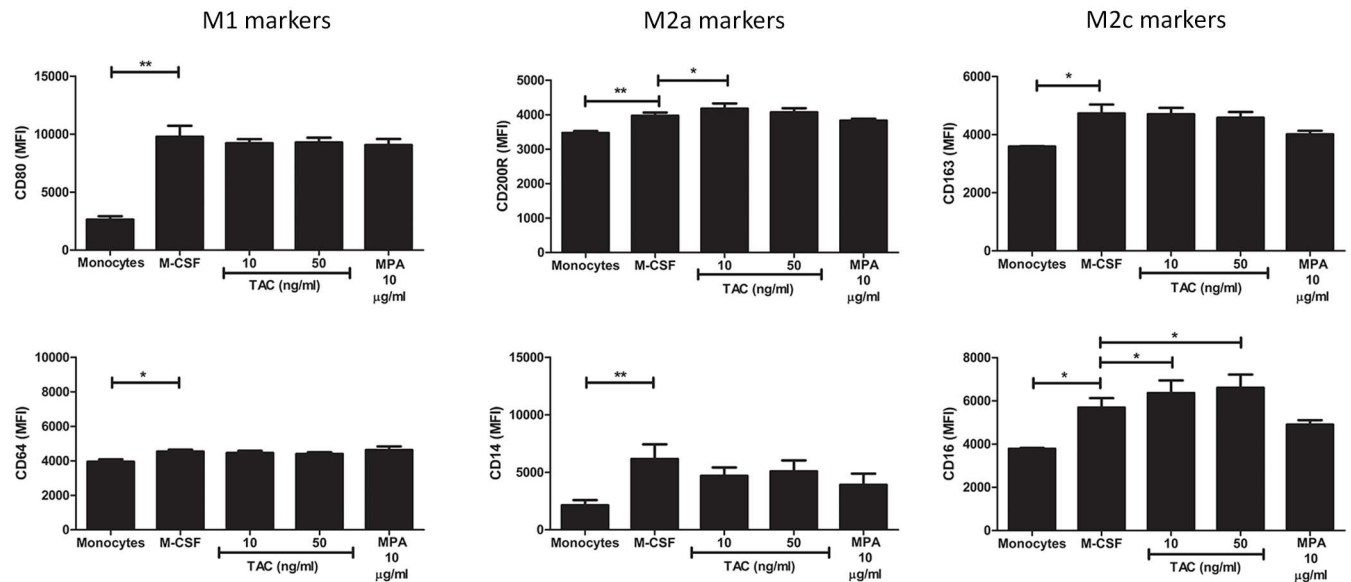 M1 markers
M2a markers
M2c markers
CD80 (MFI)
15000
10000
5000
0
**
Monocytes
M-CSF
10
50
TAC (ng/ml)
MPA
10
μg/ml
CD200R (MFI)
5000
4000
3000
2000
1000
0
**
*
Monocytes
M-CSF
10
50
TAC (ng/ml)
MPA
10
μg/ml
CD163 (MFI)
6000
4000
2000
0
*
Monocytes
M-CSF
10
50
TAC (ng/ml)
MPA
10
μg/ml
CD64 (MFI)
10000
8000
6000
4000
2000
0
*
Monocytes
M-CSF
10
50
TAC (ng/ml)
MPA
10
μg/ml
CD14 (MFI)
15000
10000
5000
0
**
Monocytes
M-CSF
10
50
TAC (ng/ml)
MPA
10
μg/ml
CD16 (MFI)
8000
6000
4000
2000
0
*
*
*
Monocytes
M-CSF
10
50
TAC (ng/ml)
MPA
10
μg/ml